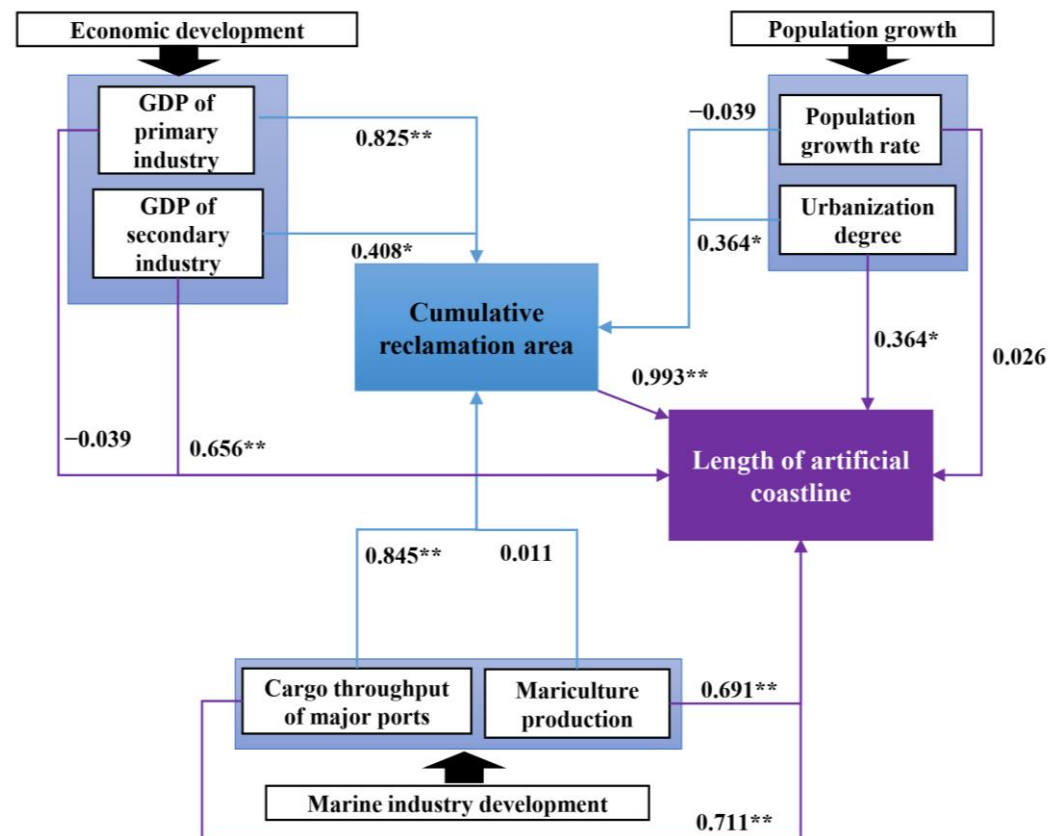 Economic development
Population growth
GDP of
primary
industry
0.825**
−0.039
Population
growth rate
GDP of
secondary
industry
0.408*
0.364*
Urbanization
degree
Cumulative
reclamation area
0.364*
0.026
0.993**
−0.039
0.656**
Length of artificial
coastline
0.845**
0.011
Cargo throughput
of major ports
Mariculture
production
0.691**
Marine industry development
0.711**